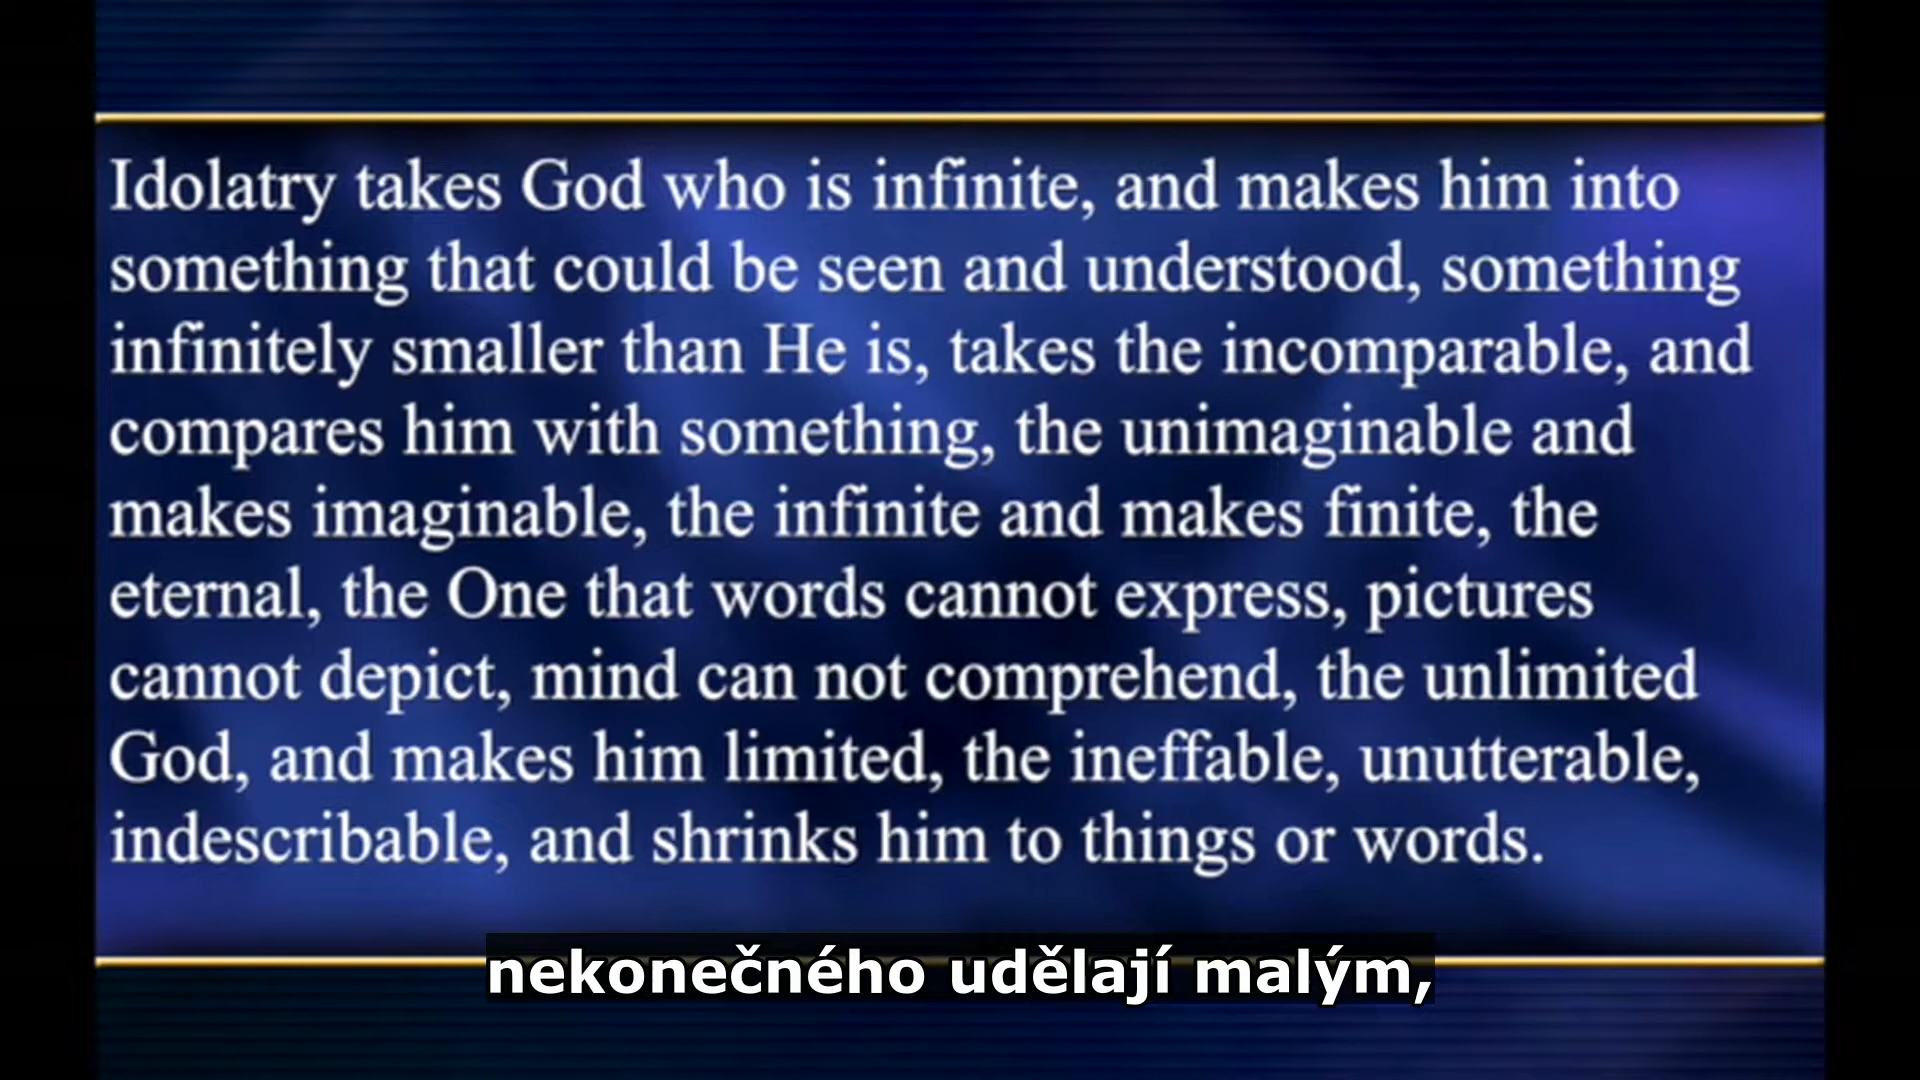 Idolatry takes God who is infinite, and makes him into
something that could be seen and understood, something
infinitely smaller than He is, takes the incomparable, and
compares him with something, the unimaginable and
makes imaginable, the infinite and makes finite, the
eternal, the One that words cannot express, pictures
cannot depict, mind can not comprehend, the unlimited
God, and makes him limited, the ineffable, unutterable,
indescribable, and shrinks him to things or words.
nekonečného udělají malým,